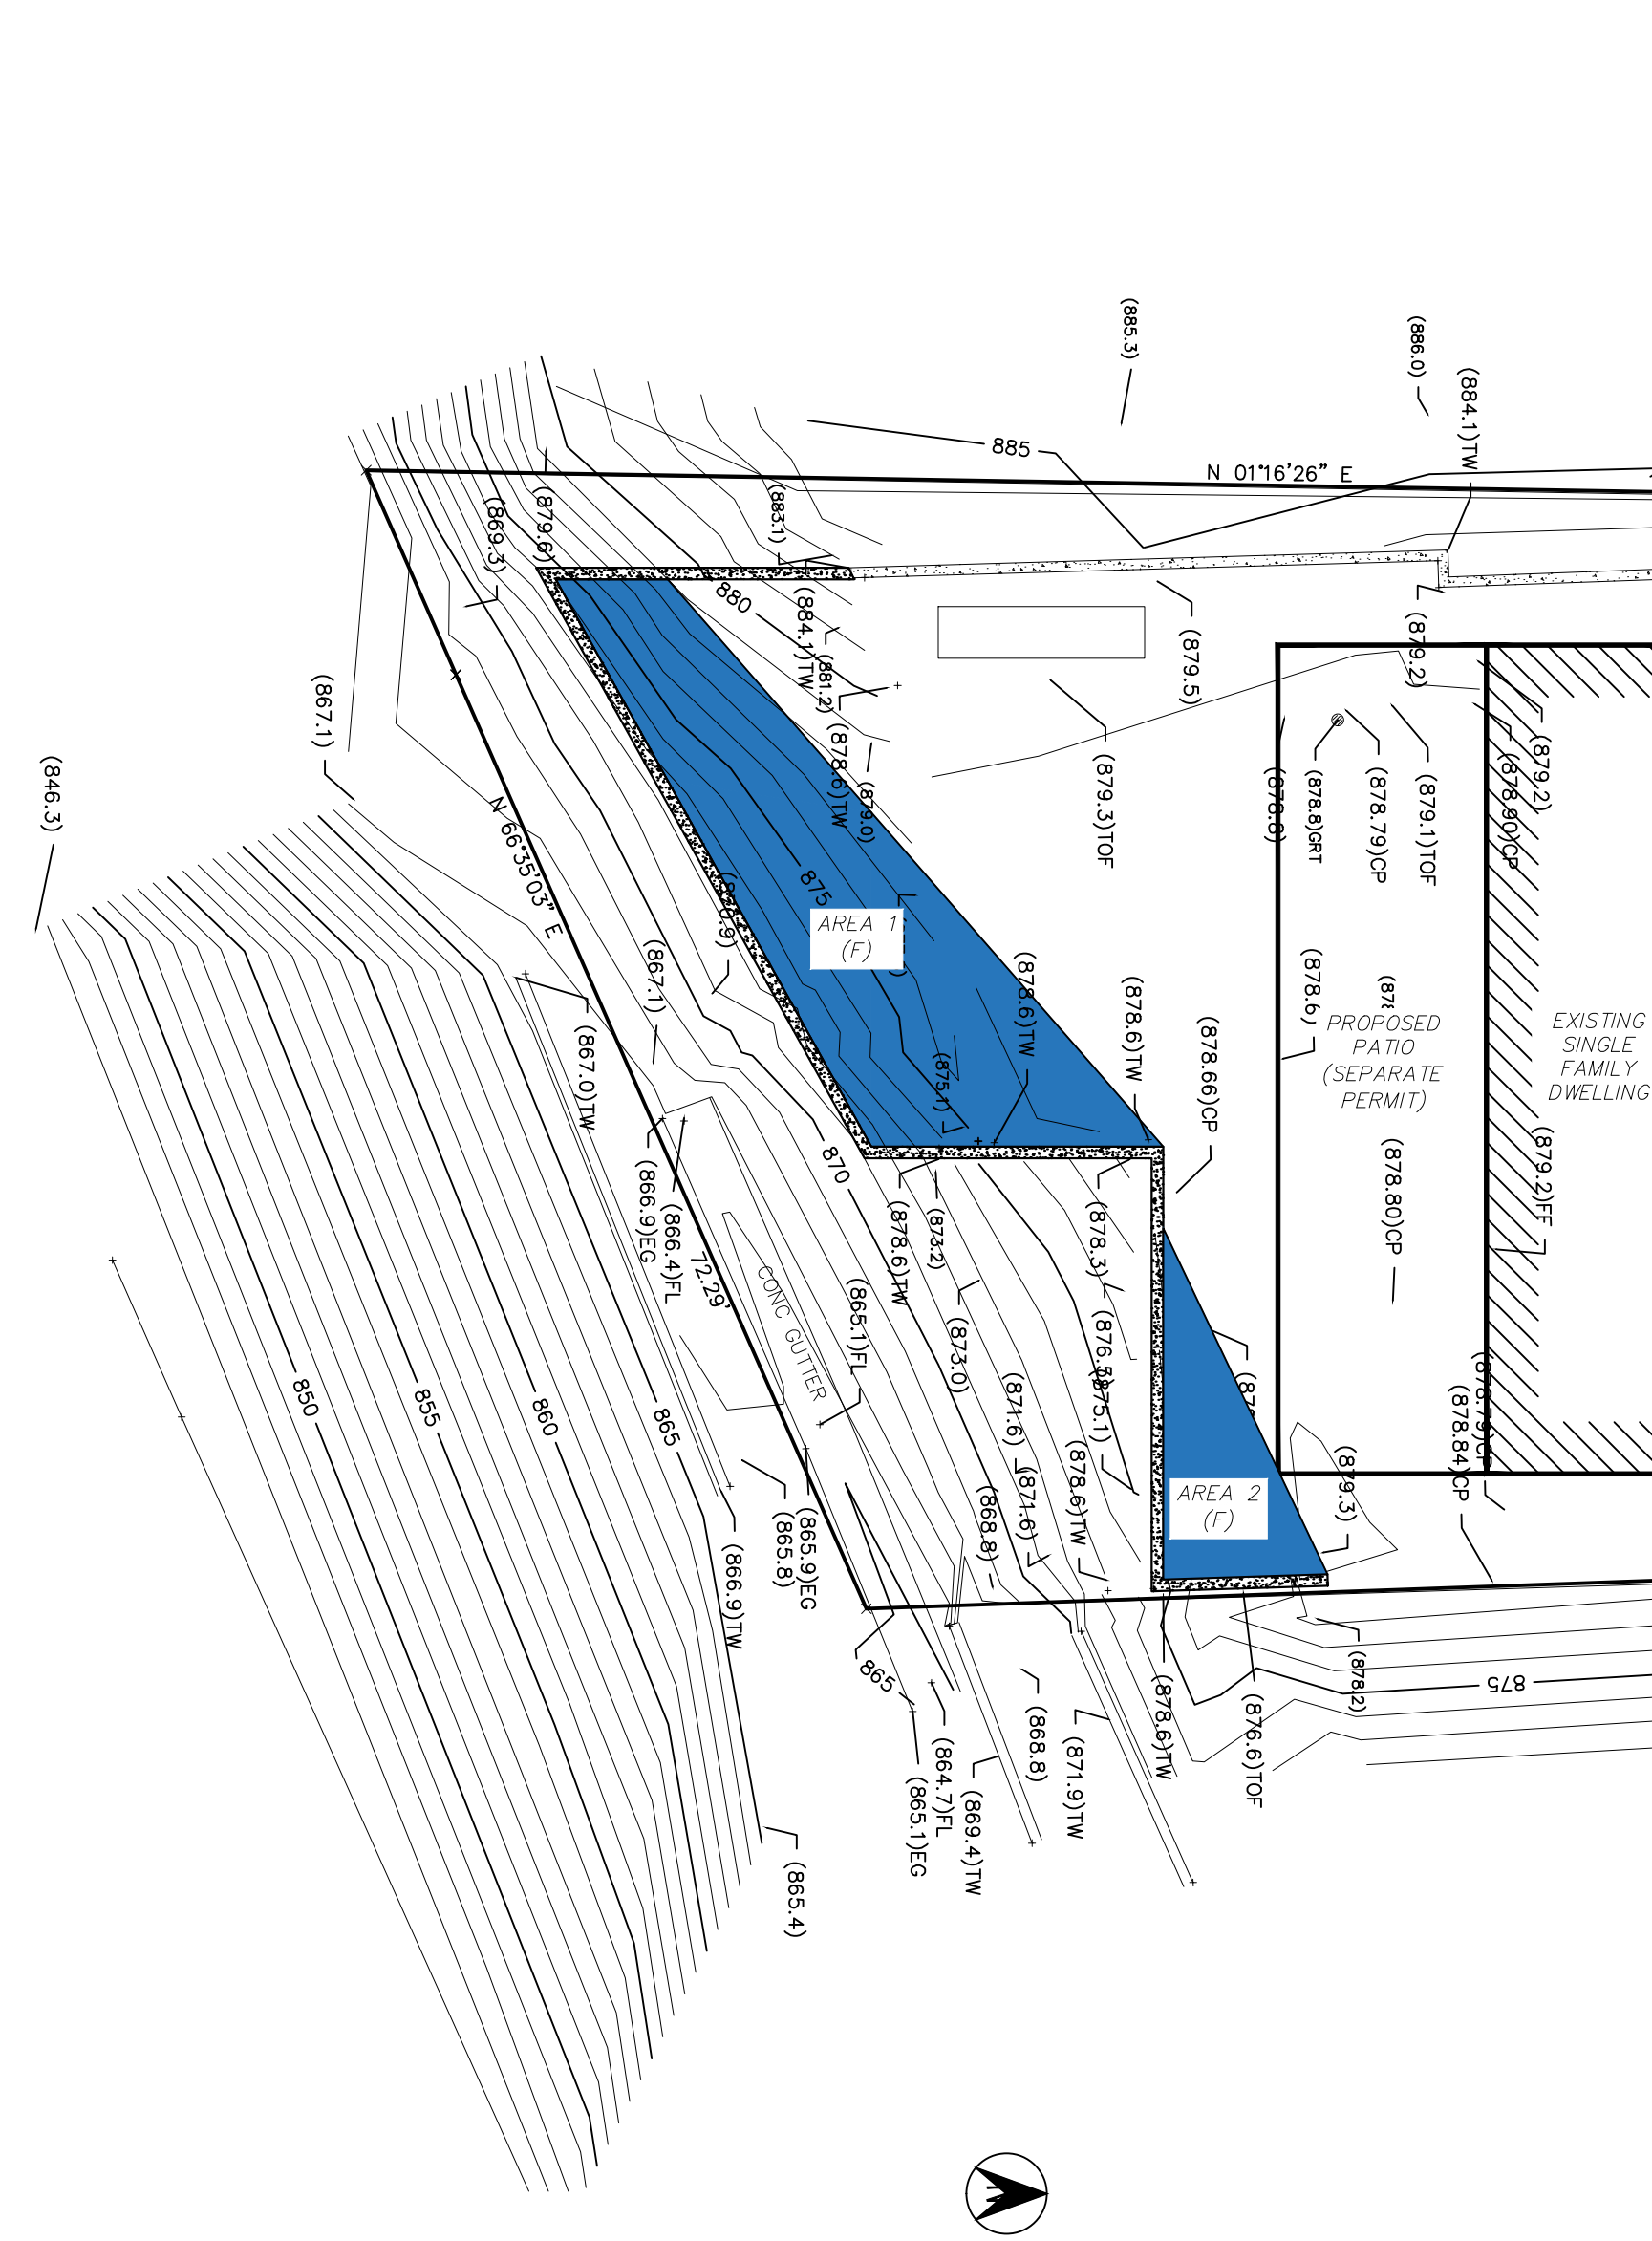 (885.3)
(886.0)
(884.1)TW
885
N 01°16'26" E
(883.1)
(869.3)
(879.6)
880
(884.1)TW
(881.2)
(879.5)
(879.2)
(867.1)
(878.6)TW
(879.0)
(879.3)TOF
(878.8)
(878.8)GRT
(878.79)CP
(879.1)TOF
(878.90)CP
(879.2)
(846.3)
N 66°35'03" E
875
AREA 1
(F)
(867.1)
(878.6)TW
(878.6)TW
(878.66)CP
(878.6)
PROPOSED
PATIO
(SEPARATE
PERMIT)
EXISTING
SINGLE
FAMILY
DWELLING
(867.0)TW
(875.1)
870
(866.9)EG
(866.4)FL
72.29'
(878.6)TW
(873.2)
(878.3)
(878.80)CP
(879.2)FF
CONC GUTTER
(865.1)FL
(873.0)
(876.5)
(875.1)
(871.6)
850
855
860
865
(878.79)CP
(878.84)CP
(871.6)
(878.6)TW
(868.8)
AREA 2
(F)
(879.3)
(865.9)EG
(865.8)
(866.9)TW
865
(878.2)
875
(868.8)
(871.9)TW
(878.6)TW
(876.6)TOF
(864.7)FL
(865.1)EG
(869.4)TW
(865.4)